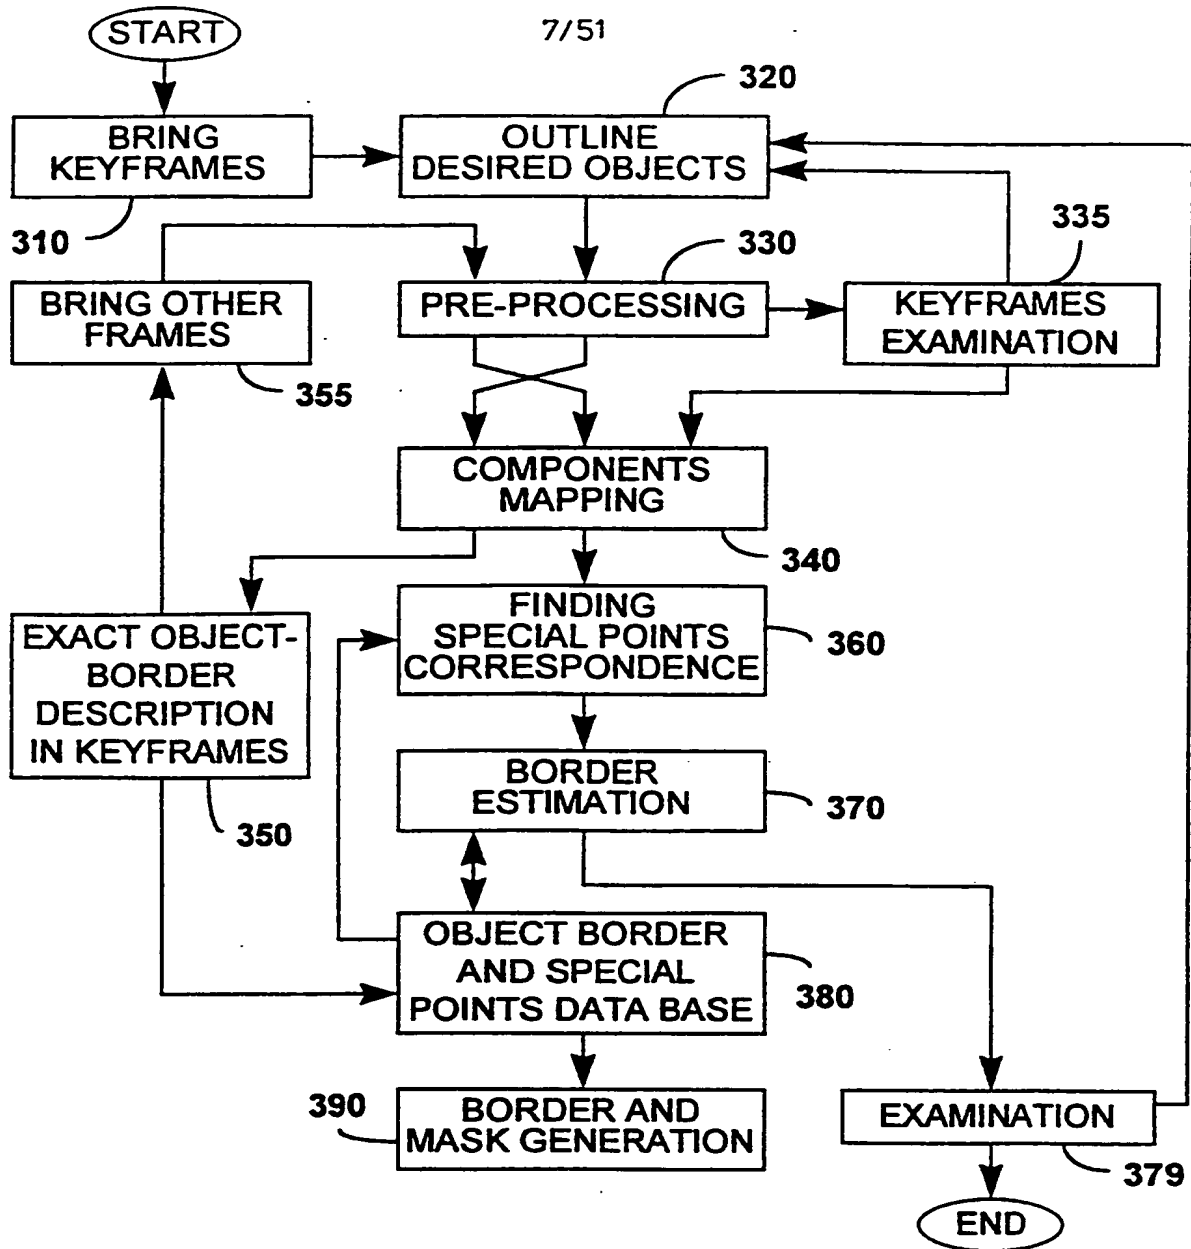 START
7/51
320
BRING
KEYFRAMES
OUTLINE
DESIRED OBJECTS
310
330
335
BRING OTHER
FRAMES
PRE-PROCESSING
KEYFRAMES
EXAMINATION
355
COMPONENTS
MAPPING
340
EXACT OBJECT-
BORDER
DESCRIPTION
IN KEYFRAMES
FINDING
SPECIAL POINTS
CORRESPONDENCE
360
350
BORDER
ESTIMATION
370
OBJECT BORDER
AND SPECIAL
POINTS DATA BASE
380
390
BORDER AND
MASK GENERATION
EXAMINATION
379
END